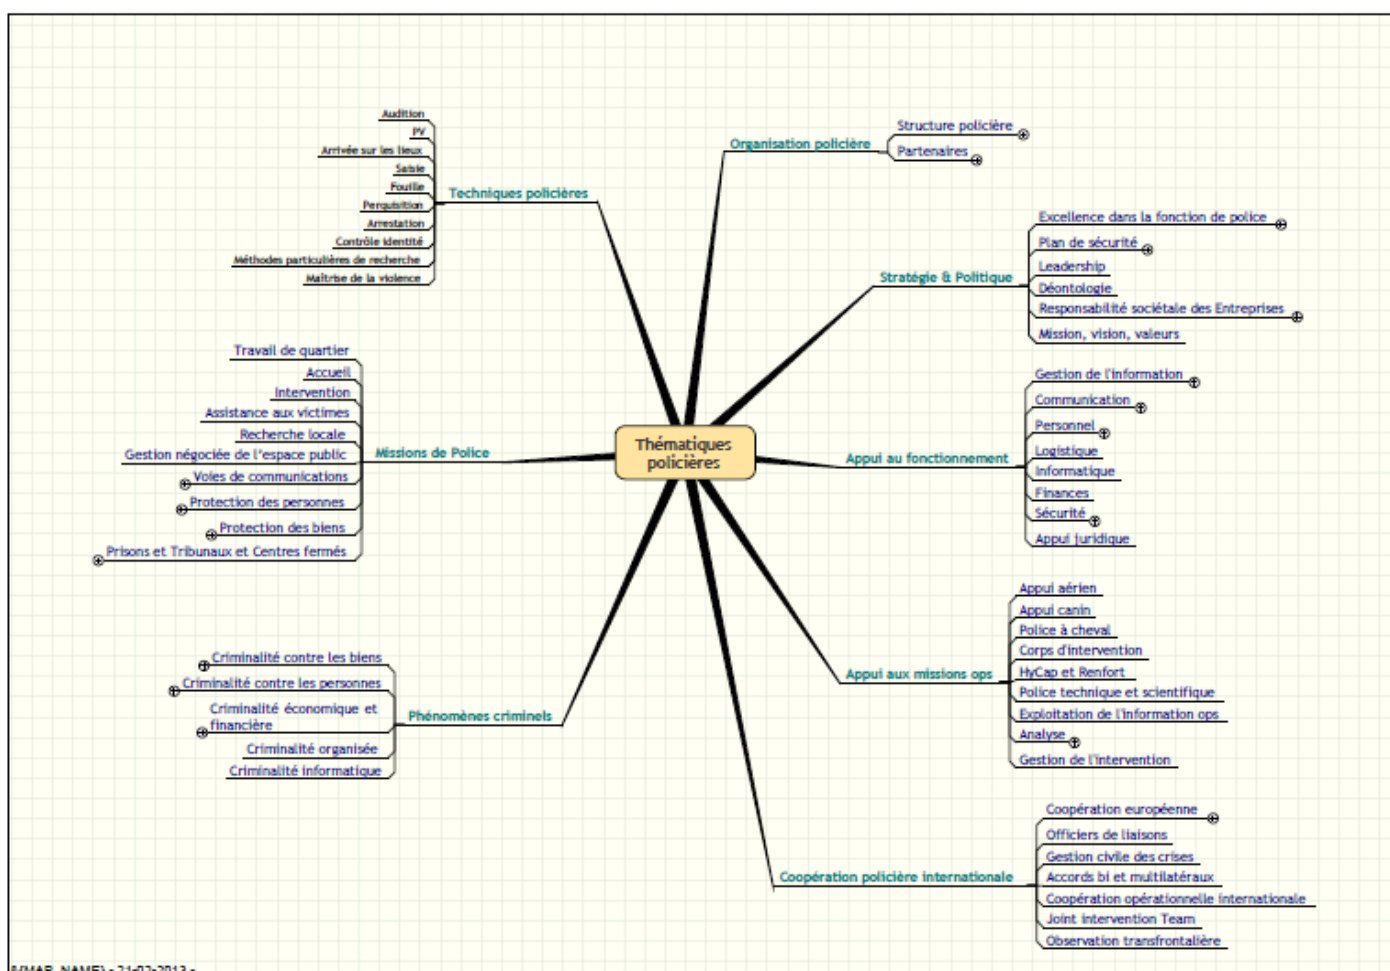 Thématiques
policières
Organisation policière
Structure policière
Partenaires
Stratégie & Politique
Excellence dans la fonction de police
Plan de sécurité
Leadership
Déontologie
Responsabilité sociétale des Entreprises
Mission, vision, valeurs
Appui au fonctionnement
Gestion de l'information
Communication
Personnel
Logistique
Informatique
Finances
Sécurité
Appui juridique
Appui aux missions ops
Appui aérien
Appui canin
Police à cheval
Corps d'intervention
HyCap et Renfort
Police technique et scientifique
Exploitation de l'information ops
Analyse
Gestion de l'intervention
Coopération policière internationale
Coopération européenne
Officiers de liaisons
Gestion civile des crises
Accords bi et multilatéraux
Coopération opérationnelle internationale
Joint intervention Team
Observation transfrontalière
Techniques policières
Audition
PV
Arrivée sur les lieux
Saisie
Fouille
Perquisition
Arrestation
Contrôle identité
Méthodes particulières de recherche
Maîtrise de la violence
Missions de Police
Travail de quartier
Accueil
Intervention
Assistance aux victimes
Recherche locale
Gestion négociée de l'espace public
Voies de communications
Protection des personnes
Protection des biens
Prisons et Tribunaux et Centres fermés
Phénomènes criminels
Criminalité contre les biens
Criminalité contre les personnes
Criminalité économique et
financière
Criminalité organisée
Criminalité informatique
21-02-2013 -